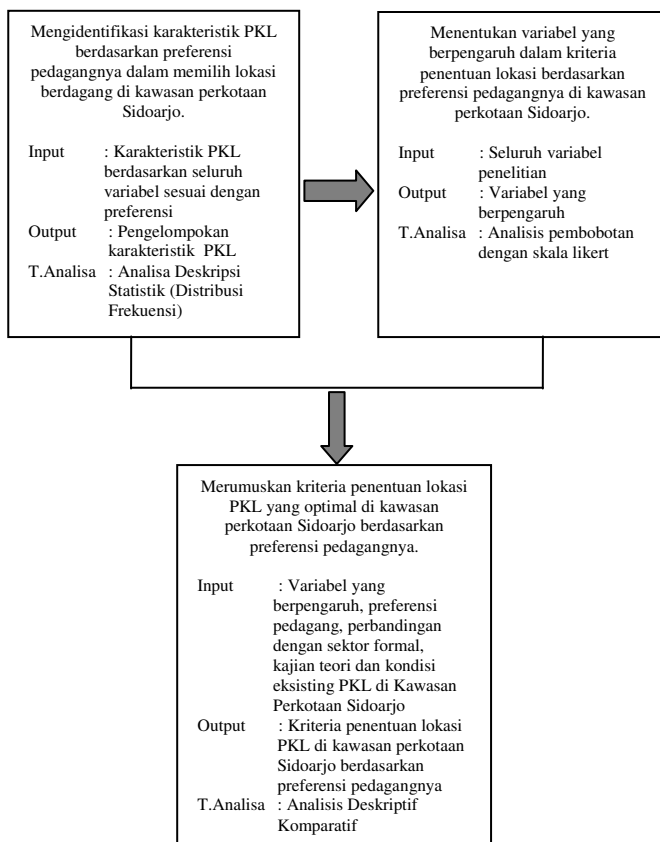 Mengidentifikasi karakteristik PKL
berdasarkan preferensi
pedagangnya dalam memilih lokasi
berdagang di kawasan perkotaan
Sidoarjo.
Input : Karakteristik PKL
berdasarkan seluruh
variabel sesuai dengan
preferensi
Output : Pengelompokan
karakteristik PKL
T.Analisa : Analisa Deskripsi
Statistik (Distribusi
Frekuensi)
Menentukan variabel yang
berpengaruh dalam kriteria
penentuan lokasi berdasarkan
preferensi pedagangnya di kawasan
perkotaan Sidoarjo.
Input : Seluruh variabel
penelitian
Output : Variabel yang
berpengaruh
T.Analisa : Analisis pembobotan
dengan skala likert
Merumuskan kriteria penentuan lokasi
PKL yang optimal di kawasan
perkotaan Sidoarjo berdasarkan
preferensi pedagangnya.
Input : Variabel yang
berpengaruh, preferensi
pedagang, perbandingan
dengan sektor formal,
kajian teori dan kondisi
eksisting PKL di Kawasan
Perkotaan Sidoarjo
Output : Kriteria penentuan lokasi
PKL di kawasan perkotaan
Sidoarjo berdasarkan
preferensi pedagangnya
T.Analisa : Analisis Deskriptif
Komparatif